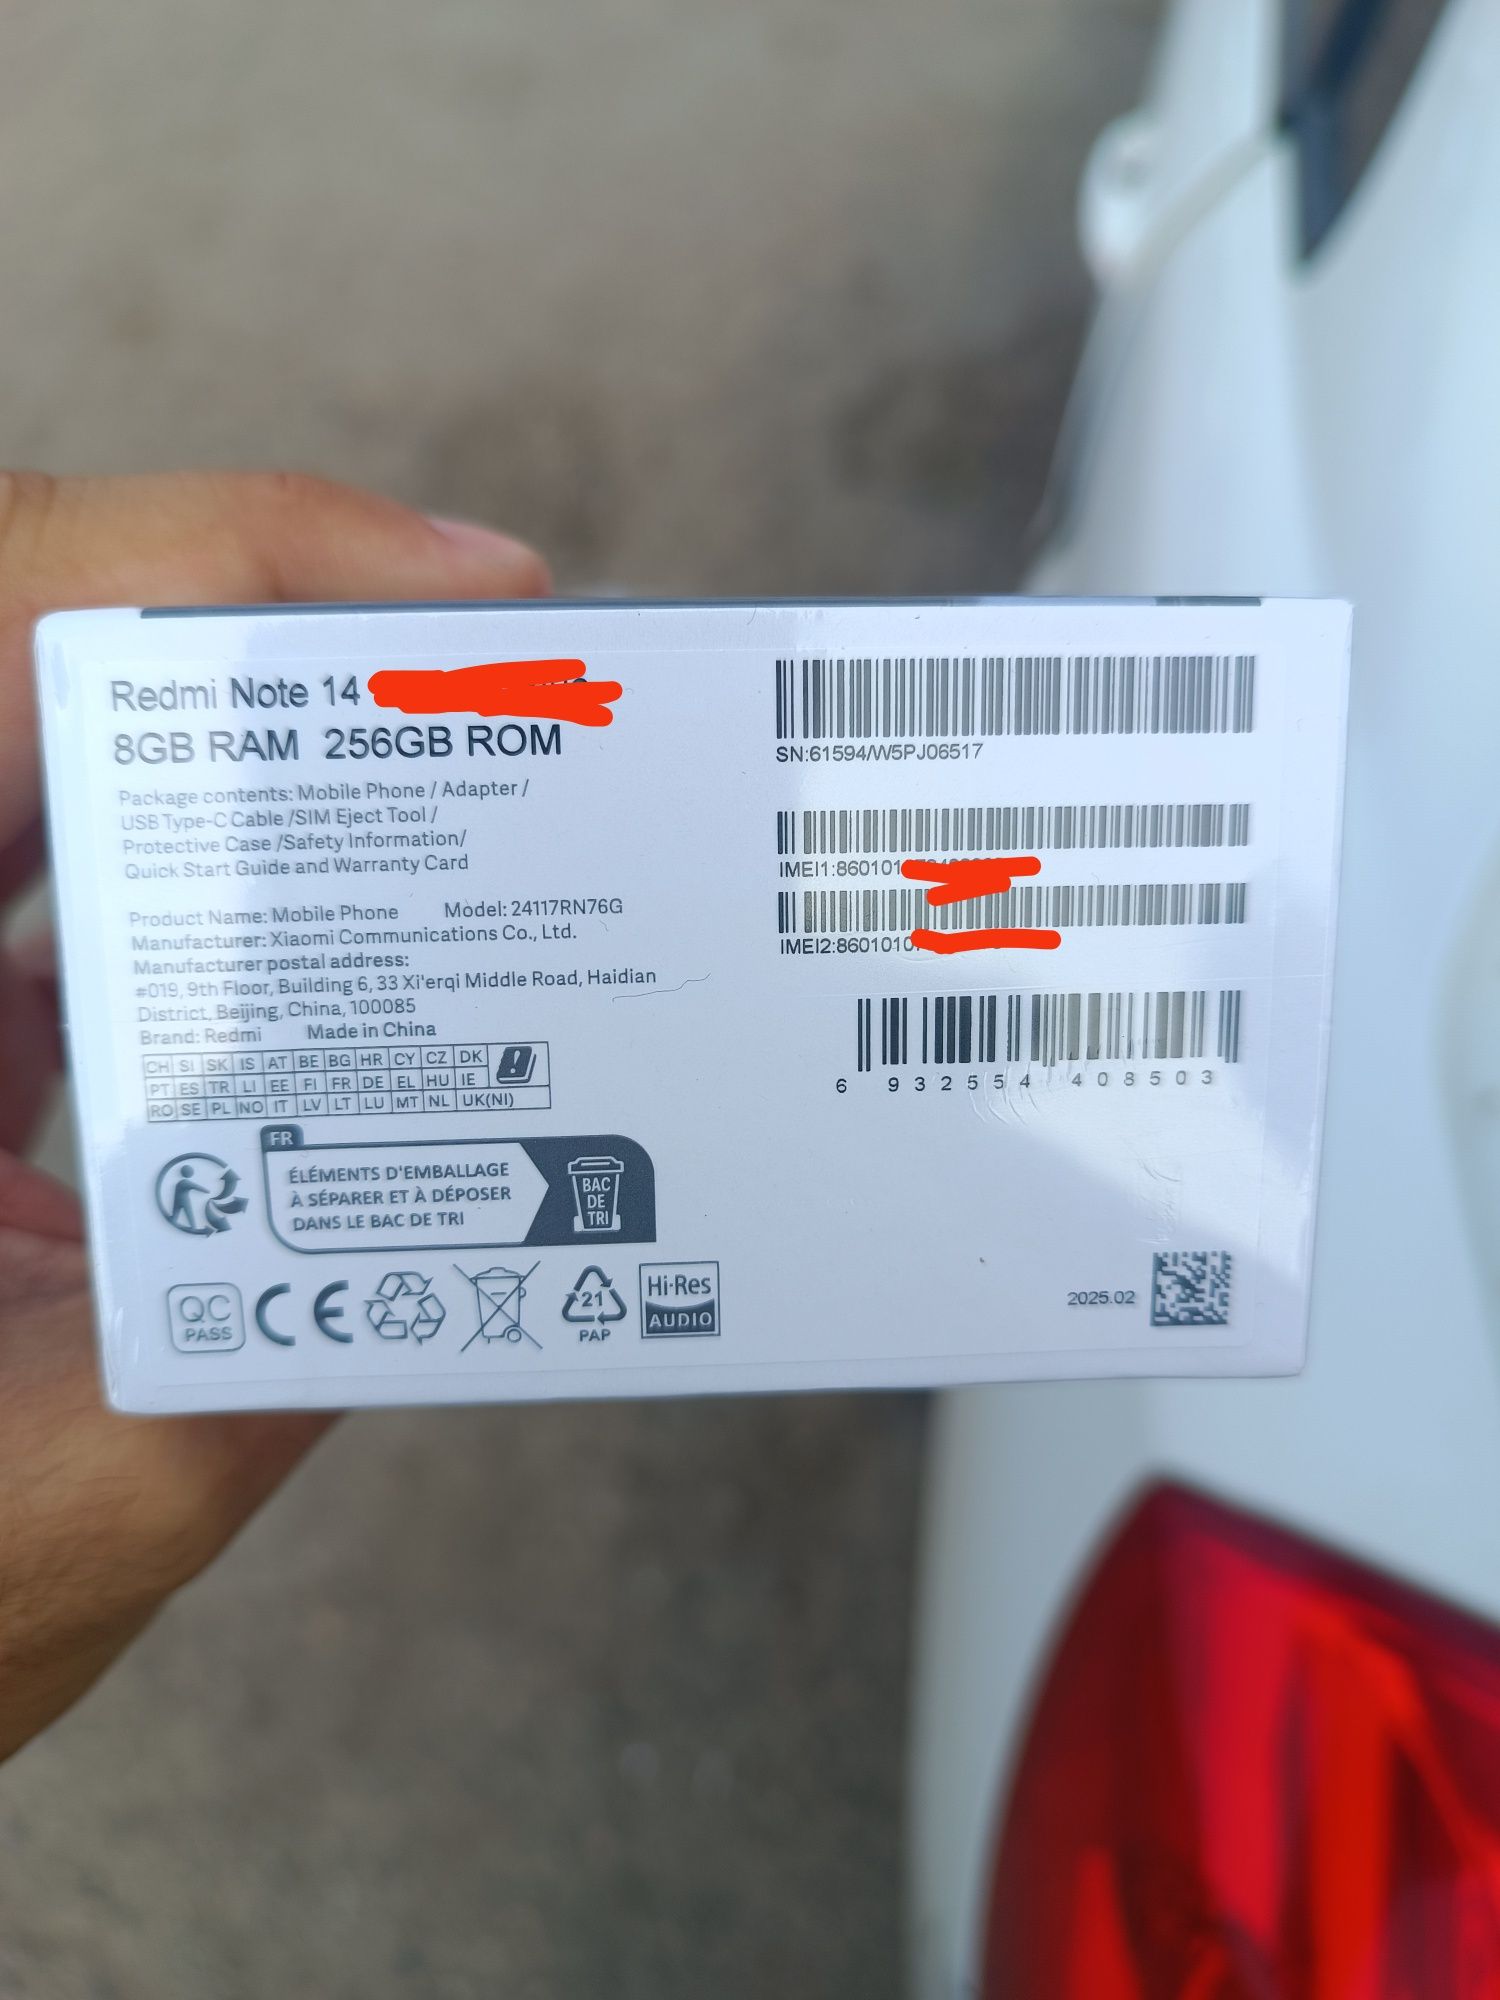 Redmi Note 14
8GB RAM 256GB ROM
Package contents: Mobile Phone / Adapter /
USB Type-C Cable /SIM Eject Tool /
Protective Case /Safety Information/
Quick Start Guide and Warranty Card
Product Name: Mobile Phone Model: 24117RN76G
Manufacturer: Xiaomi Communications Co., Ltd.
Manufacturer postal address:
#019, 9th Floor, Building 6, 33 Xi'erqi Middle Road, Haidian
District, Beijing, China, 100085
Brand: Redmi Made in China
CH SI SK IS AT BE BG HR CY CZ DK
PT ES TR LI EE FI FR DE EL HU IE
RO SE PL NO IT LV LT LU MT NL UK(NI)
FR
ÉLÉMENTS D'EMBALLAGE
À SÉPARER ET À DÉPOSER
DANS LE BAC DE TRI
BAC
DE
TRI
QC
PASS
CE
21
PAP
Hi-Res
AUDIO
SN:61594/W5PJ06517
IMEI1:860101
IMEI2:8601010
6 932554 408503
2025.02